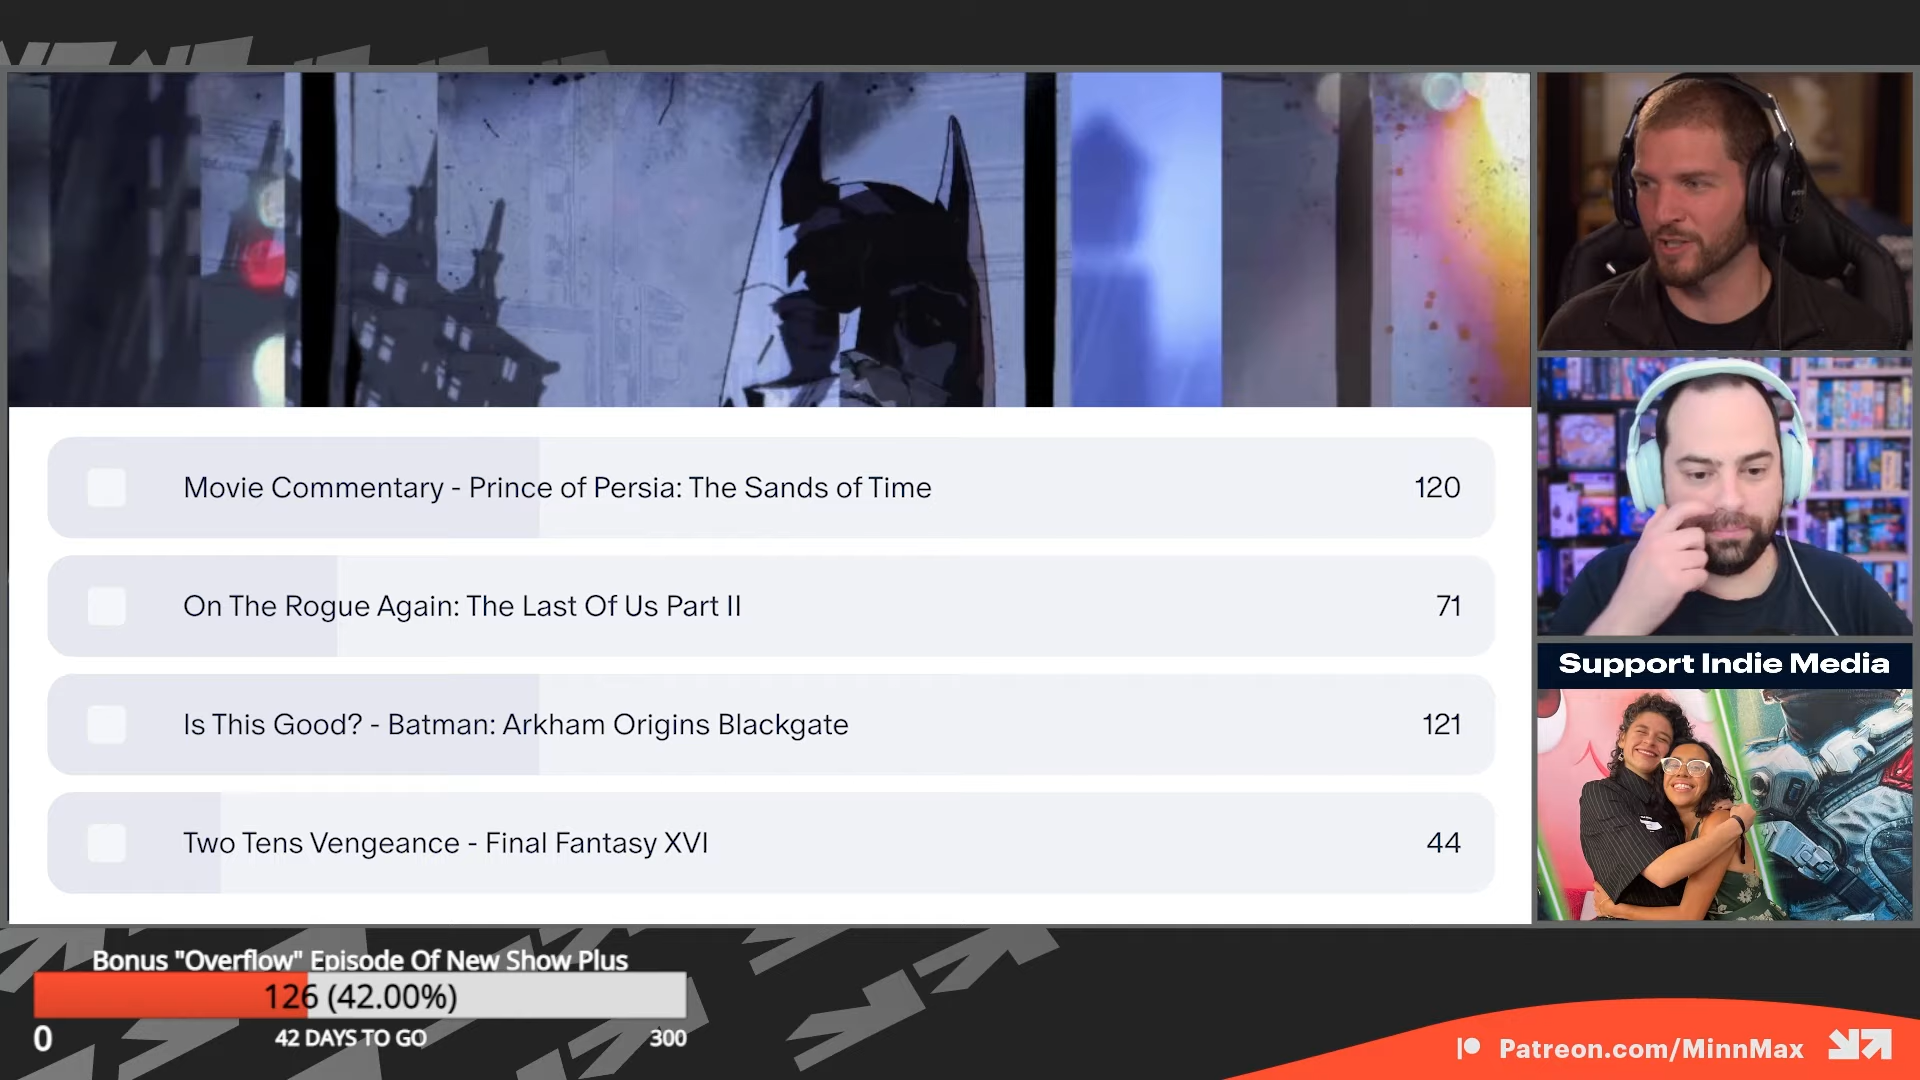 Movie Commentary - Prince of Persia: The Sands of Time 120
On The Rogue Again: The Last Of Us Part II 71
Is This Good? - Batman: Arkham Origins Blackgate 121
Two Tens Vengeance - Final Fantasy XVI 44
Support Indie Media
Bonus "Overflow" Episode Of New Show Plus
126 (42.00%)
0 42 DAYS TO GO 300
Patreon.com/MinnMax